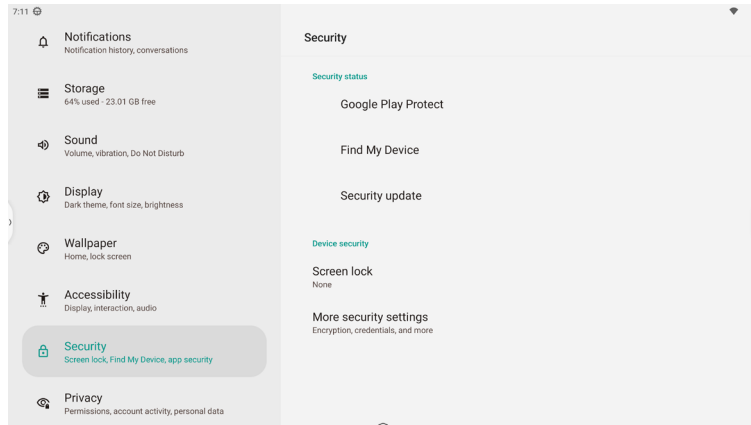 7:11
Notifications
Notification history, conversations
Storage
64% used - 23.01 GB free
Sound
Volume, vibration, Do Not Disturb
Display
Dark theme, font size, brightness
Wallpaper
Home, lock screen
Accessibility
Display, interaction, audio
Security
Screen lock, Find My Device, app security
Privacy
Permissions, account activity, personal data
Security
Security status
Google Play Protect
Find My Device
Security update
Device security
Screen lock
None
More security settings
Encryption, credentials, and more